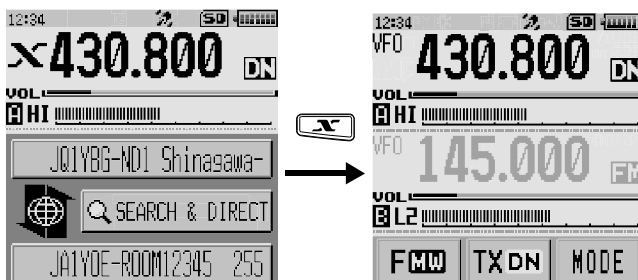 12:34 SD
X430.800 DN
VOL
A HI
JQ1YBG-ND1 Shinagawa-
SEARCH & DIRECT
JA1YOE-ROOM12345 255
X
12:34 SD
VFO 430.800 DN
VOL
A HI
VFO 145.000 FM
VOL
B L2
F MW TX DN MODE